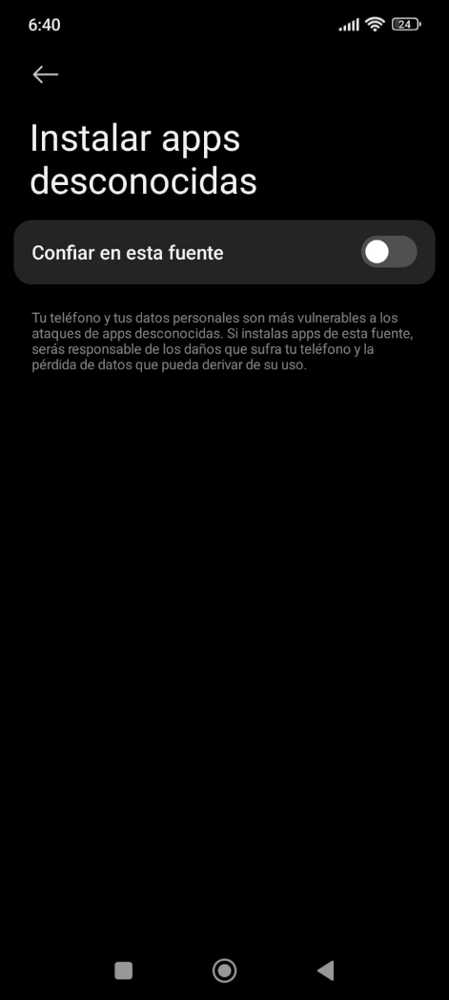 6:40
24
Instalar apps
desconocidas
Confiar en esta fuente
Tu teléfono y tus datos personales son más vulnerables a los
ataques de apps desconocidas. Si instalas apps de esta fuente,
serás responsable de los daños que sufra tu teléfono y la
pérdida de datos que pueda derivar de su uso.